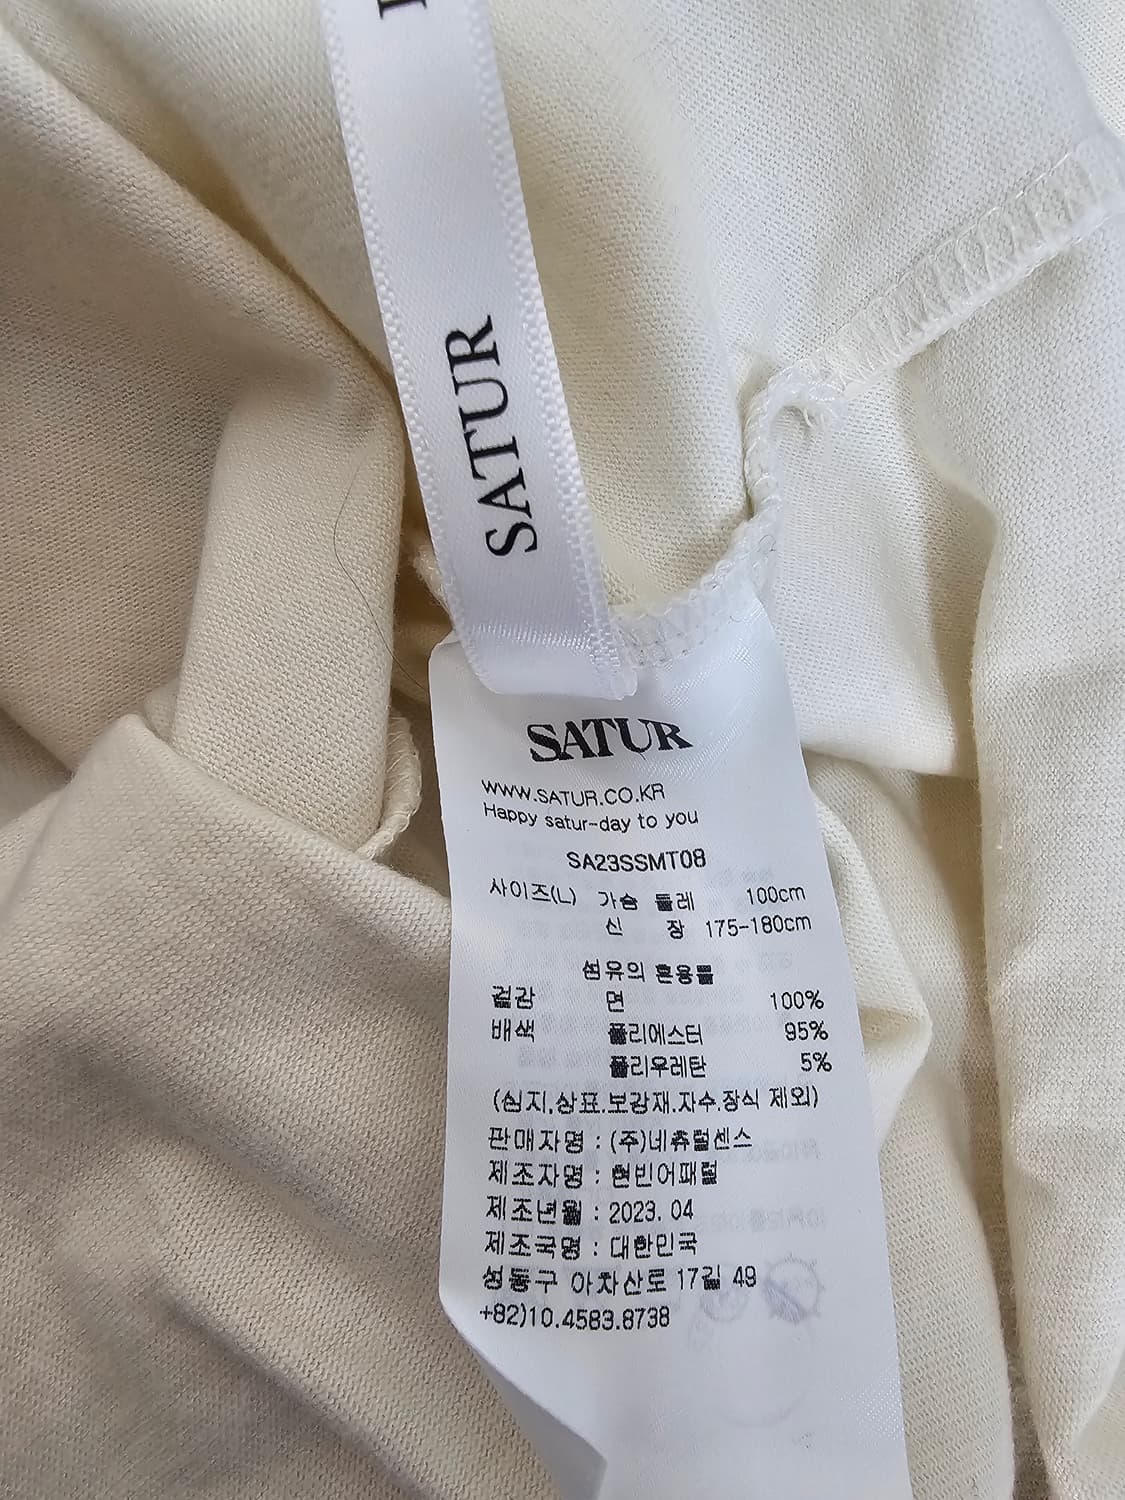 SATUR
SATUR
WWW.SATUR.CO.KR
Happy satur-day to you
SA23SSMT08
사이즈(L) 가슴 둘레 100cm
신 장 175-180cm
섬유의 혼용률
겉감 면 100%
배색 폴리에스터 95%
폴리우레탄 5%
(심지.상표.보강재.자수.장식 제외)
판매자명 : (주)네츄럴센스
제조자명 : 현빈어패럴
제조년월 : 2023. 04
제조국명 : 대한민국
성동구 아차산로 17길 49
+82)10.4583.8738